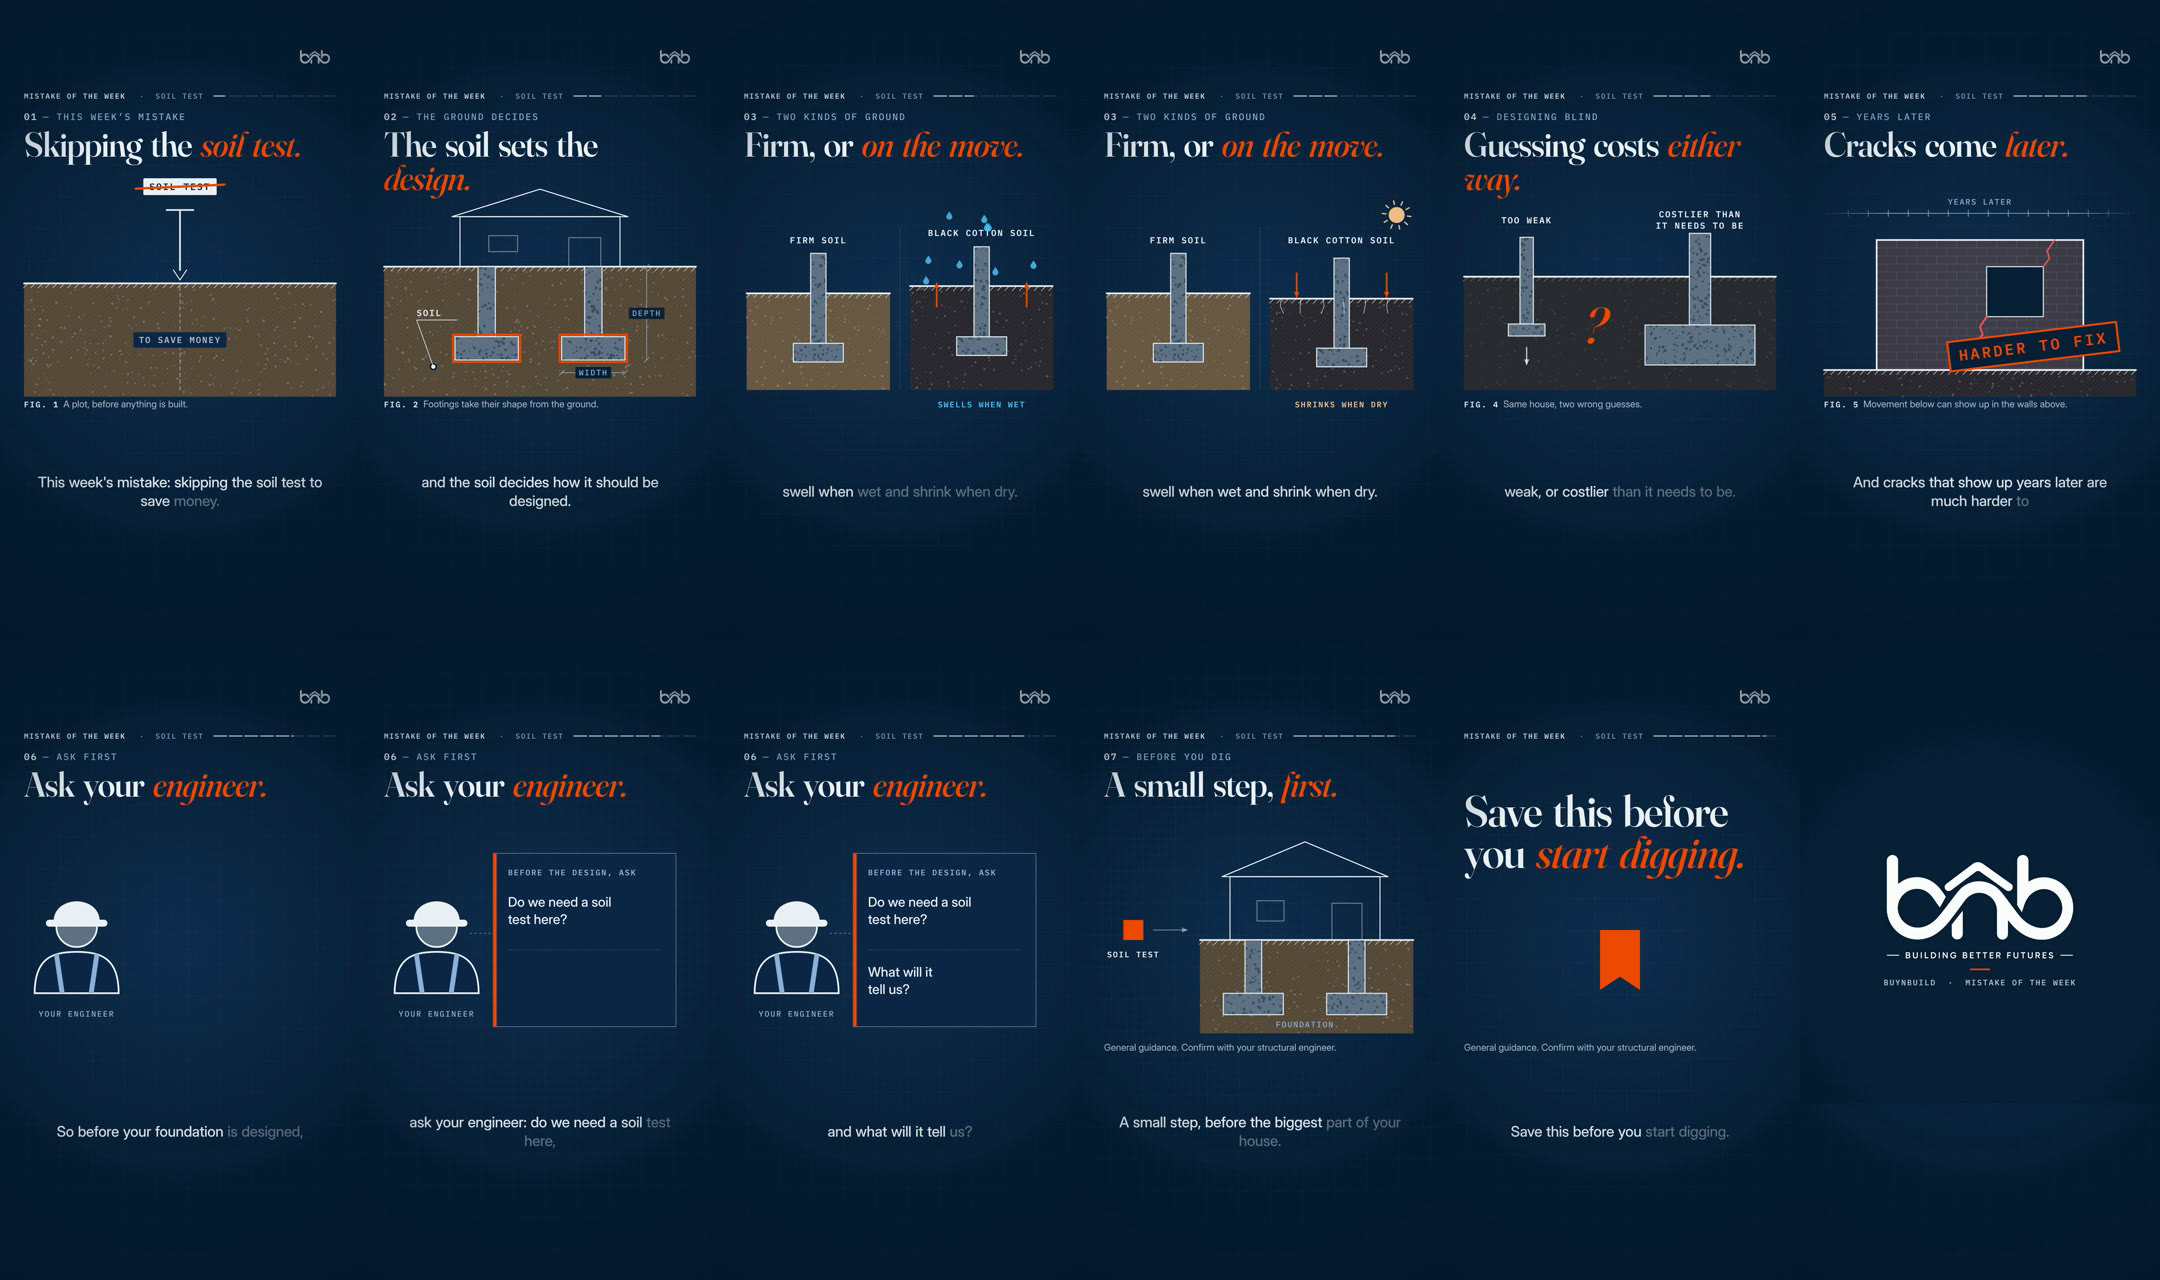 bnb
MISTAKE OF THE WEEK · SOIL TEST
01 — THIS WEEK'S MISTAKE
Skipping the soil test.
SOIL TEST
TO SAVE MONEY
FIG. 1 A plot, before anything is built.
This week's mistake: skipping the soil test to
save money.
bnb
MISTAKE OF THE WEEK · SOIL TEST
02 — THE GROUND DECIDES
The soil sets the
design.
SOIL
DEPTH
WIDTH
FIG. 2 Footings take their shape from the ground.
and the soil decides how it should be
designed.
bnb
MISTAKE OF THE WEEK · SOIL TEST
03 — TWO KINDS OF GROUND
Firm, or on the move.
FIRM SOIL
BLACK COTTON SOIL
SWELLS WHEN WET
swell when wet and shrink when dry.
bnb
MISTAKE OF THE WEEK · SOIL TEST
03 — TWO KINDS OF GROUND
Firm, or on the move.
FIRM SOIL
BLACK COTTON SOIL
SHRINKS WHEN DRY
swell when wet and shrink when dry.
bnb
MISTAKE OF THE WEEK · SOIL TEST
04 — DESIGNING BLIND
Guessing costs either
way.
TOO WEAK
COSTLIER THAN
IT NEEDS TO BE
?
FIG. 4 Same house, two wrong guesses.
weak, or costlier than it needs to be.
bnb
MISTAKE OF THE WEEK · SOIL TEST
05 — YEARS LATER
Cracks come later.
YEARS LATER
HARDER TO FIX
FIG. 5 Movement below can show up in the walls above.
And cracks that show up years later are
much harder to
bnb
MISTAKE OF THE WEEK · SOIL TEST
06 — ASK FIRST
Ask your engineer.
YOUR ENGINEER
So before your foundation is designed,
bnb
MISTAKE OF THE WEEK · SOIL TEST
06 — ASK FIRST
Ask your engineer.
BEFORE THE DESIGN, ASK
Do we need a soil
test here?
YOUR ENGINEER
ask your engineer: do we need a soil test
here,
bnb
MISTAKE OF THE WEEK · SOIL TEST
06 — ASK FIRST
Ask your engineer.
BEFORE THE DESIGN, ASK
Do we need a soil
test here?
What will it
tell us?
YOUR ENGINEER
and what will it tell us?
bnb
MISTAKE OF THE WEEK · SOIL TEST
07 — BEFORE YOU DIG
A small step, first.
SOIL TEST
FOUNDATION
General guidance. Confirm with your structural engineer.
A small step, before the biggest part of your
house.
bnb
MISTAKE OF THE WEEK · SOIL TEST
Save this before
you start digging.
General guidance. Confirm with your structural engineer.
Save this before you start digging.
bnb
— BUILDING BETTER FUTURES —
BUYNBUILD · MISTAKE OF THE WEEK